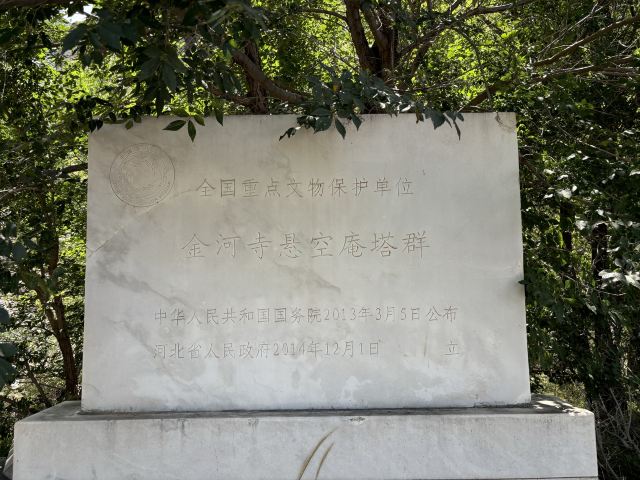 全国重点文物保护单位
金河寺悬空庵塔群
中华人民共和国国务院2013年3月5日公布
河北省人民政府2014年12月1日 立